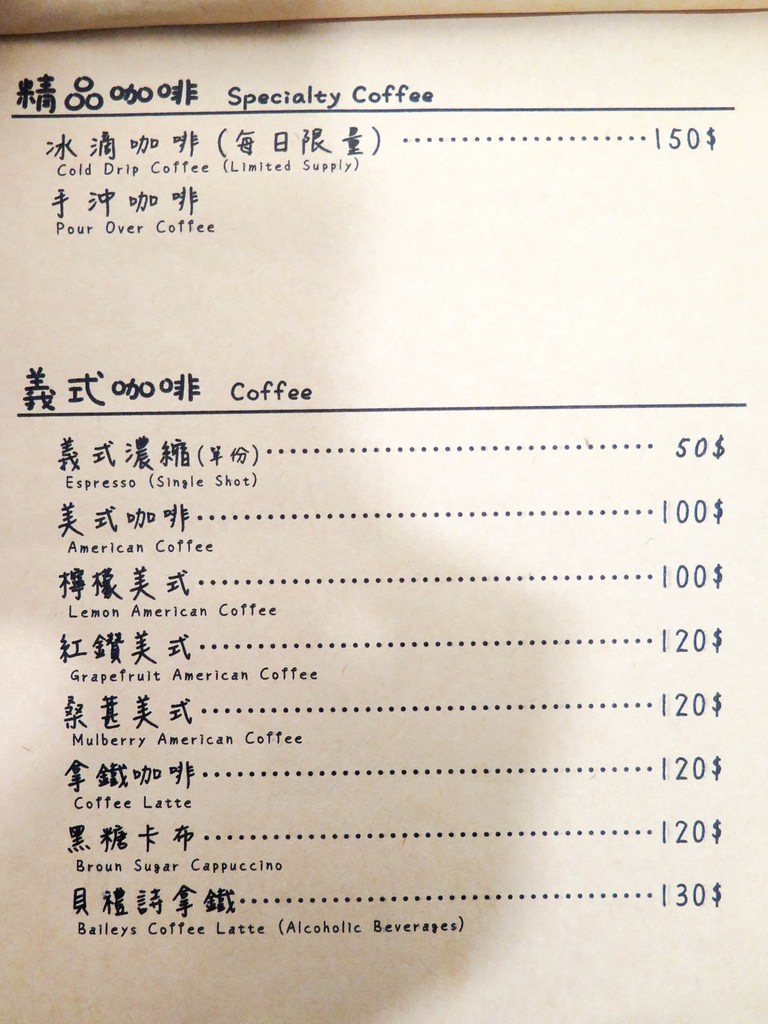 精品咖啡 Specialty Coffee
冰滴咖啡(每日限量) ························150$
Cold Drip Coffee (Limited Supply)
手沖咖啡
Pour Over Coffee
義式咖啡 Coffee
義式濃縮(單份)······································· 50$
Espresso (Single Shot)
美式咖啡··············································100$
American Coffee
檸檬美式··············································100$
Lemon American Coffee
紅鑽美式··············································120$
Grapefruit American Coffee
桑葚美式··············································120$
Mulberry American Coffee
拿鐵咖啡··············································120$
Coffee Latte
黑糖卡布··············································120$
Broun Sugar Cappuccino
貝禮詩拿鐵·········································130$
Baileys Coffee Latte (Alcoholic Beverages)